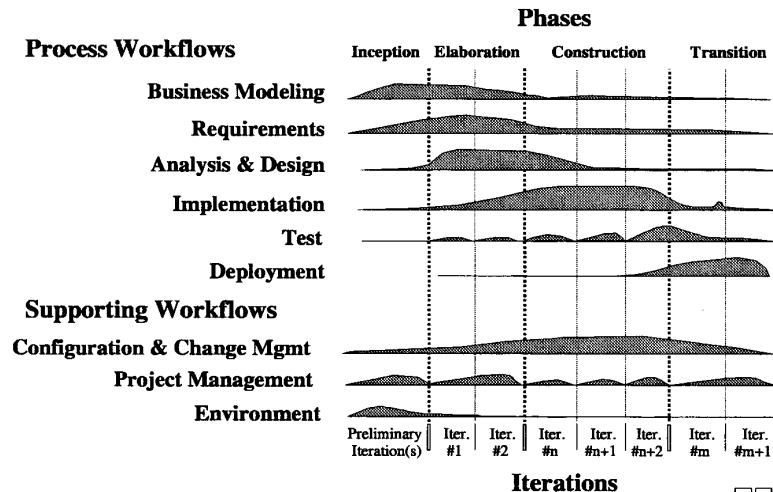 Phases
Process Workflows
Inception Elaboration Construction Transition
Business Modeling
Requirements
Analysis & Design
Implementation
Test
Deployment
Supporting Workflows
Configuration & Change Mgmt
Project Management
Environment
Preliminary Iter. Iter. Iter. Iter. Iter. Iter. Iter.
Iteration(s) #1 #2 #n #n+1 #n+2 #m #m+1
Iterations